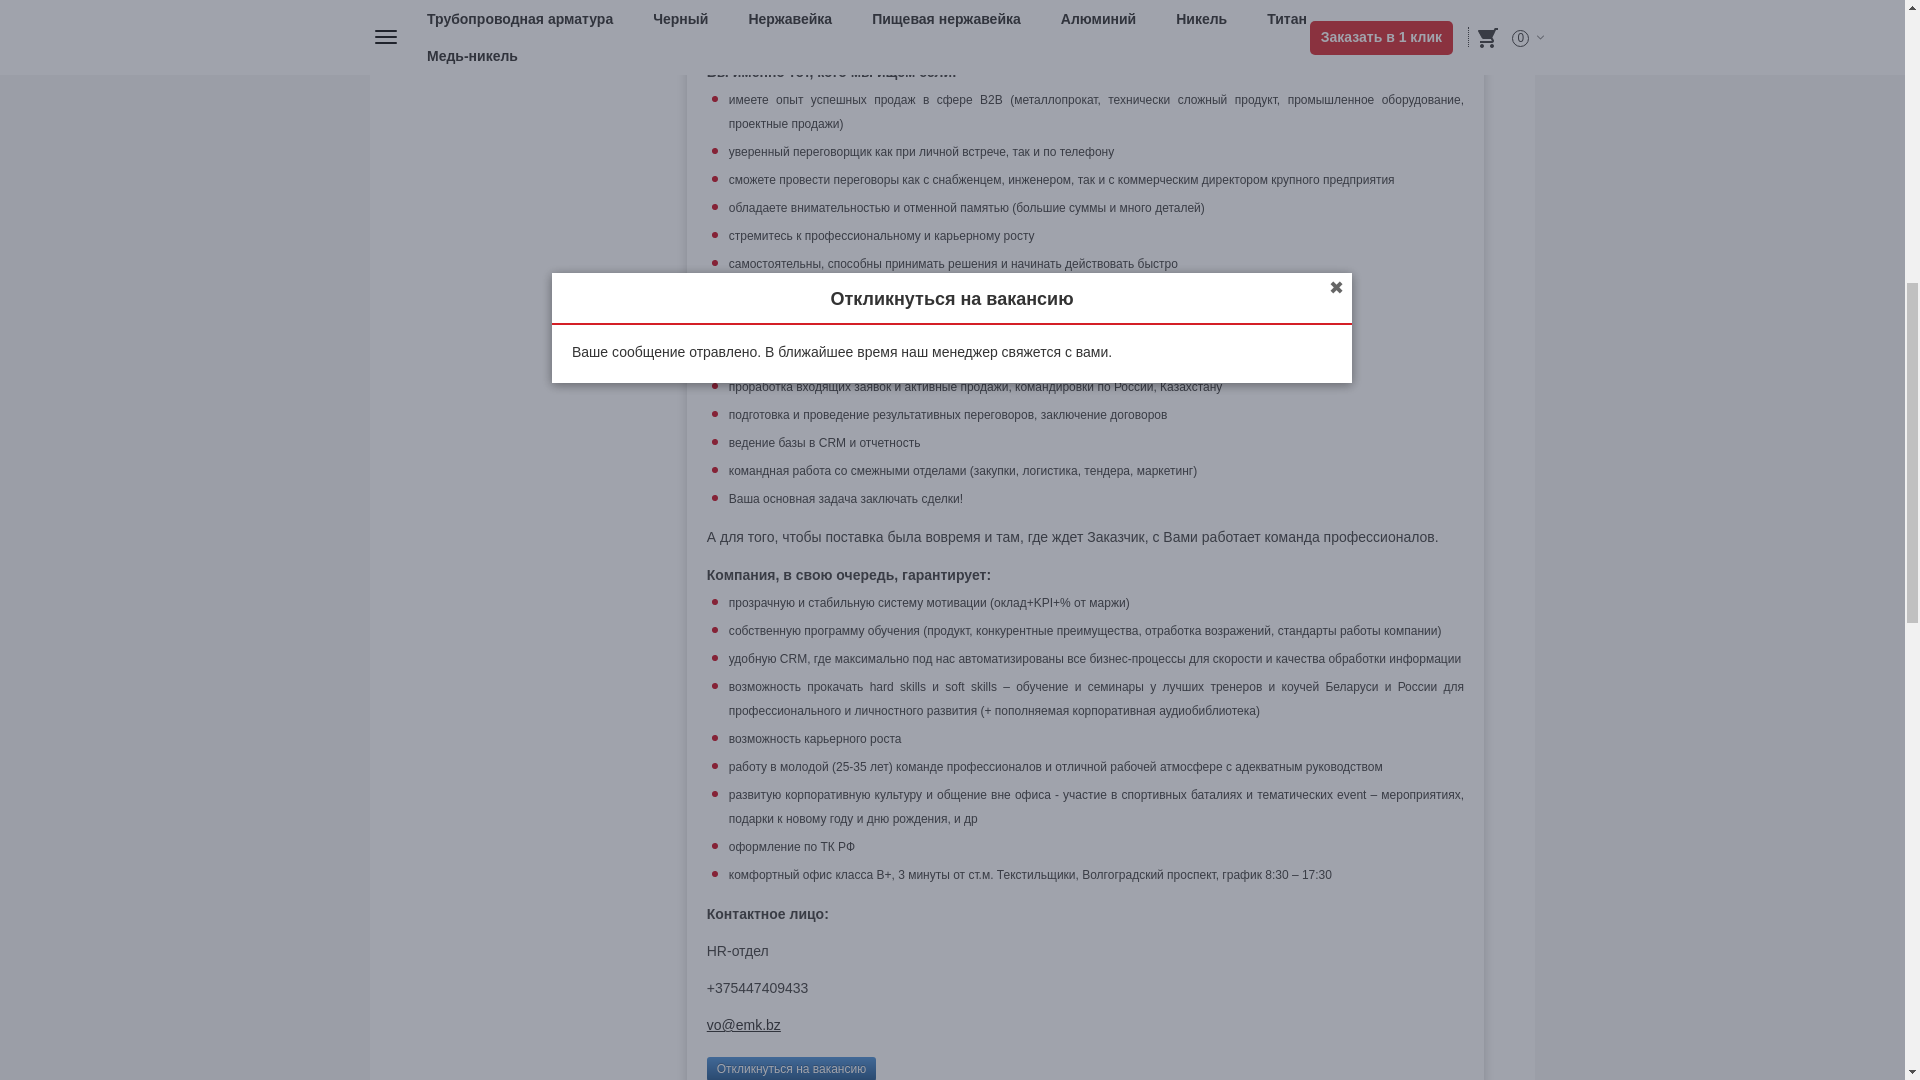 Трубопроводная арматура Черный Нержавейка Пищевая нержавейка Алюминий Никель Титан
Медь-никель
Заказать в 1 клик
0
имеете опыт успешных продаж в сфере B2B (металлопрокат, технически сложный продукт, промышленное оборудование,
проектные продажи)
уверенный переговорщик как при личной встрече, так и по телефону
сможете провести переговоры как с снабженцем, инженером, так и с коммерческим директором крупного предприятия
обладаете внимательностью и отменной памятью (большие суммы и много деталей)
стремитесь к профессиональному и карьерному росту
самостоятельны, способны принимать решения и начинать действовать быстро
Откликнуться на вакансию
✖
Ваше сообщение отравлено. В ближайшее время наш менеджер свяжется с вами.
проработка входящих заявок и активные продажи, командировки по России, Казахстану
подготовка и проведение результативных переговоров, заключение договоров
ведение базы в CRM и отчетность
командная работа со смежными отделами (закупки, логистика, тендера, маркетинг)
Ваша основная задача заключать сделки!
А для того, чтобы поставка была вовремя и там, где ждет Заказчик, с Вами работает команда профессионалов.
Компания, в свою очередь, гарантирует:
прозрачную и стабильную систему мотивации (оклад+KPI+% от маржи)
собственную программу обучения (продукт, конкурентные преимущества, отработка возражений, стандарты работы компании)
удобную CRM, где максимально под нас автоматизированы все бизнес-процессы для скорости и качества обработки информации
возможность прокачать hard skills и soft skills – обучение и семинары у лучших тренеров и коучей Беларуси и России для
профессионального и личностного развития (+ пополняемая корпоративная аудиобиблиотека)
возможность карьерного роста
работу в молодой (25-35 лет) команде профессионалов и отличной рабочей атмосфере с адекватным руководством
развитую корпоративную культуру и общение вне офиса - участие в спортивных баталиях и тематических event – мероприятиях,
подарки к новому году и дню рождения, и др
оформление по ТК РФ
комфортный офис класса В+, 3 минуты от ст.м. Текстильщики, Волгоградский проспект, график 8:30 – 17:30
Контактное лицо:
HR-отдел
+375447409433
vo@emk.bz
Откликнуться на вакансию